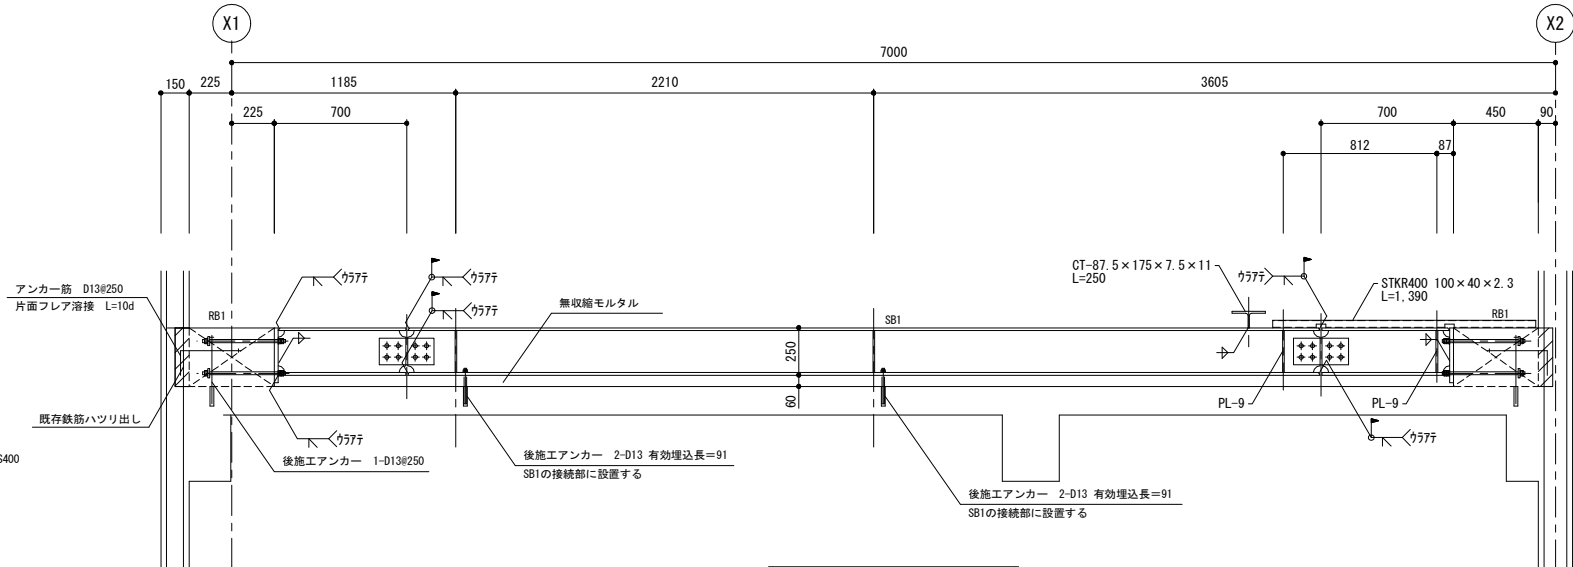 X1
X2
7000
150
225
1185
2210
3605
225
700
700
450
90
812
87
アンカー筋 D13@250
片面フレア溶接 L=10d
RB1
ウラアテ
ウラアテ
ウラアテ
無収縮モルタル
SB1
CT-87.5×175×7.5×11
L=250
ウラアテ
STKR400 100×40×2.3
L=1,390
RB1
250
60
PL-9
PL-9
既存鉄筋ハツリ出し
ウラアテ
ウラアテ
S400
後施工アンカー 1-D13@250
後施工アンカー 2-D13 有効埋込長=91
SB1の接続部に設置する
後施工アンカー 2-D13 有効埋込長=91
SB1の接続部に設置する